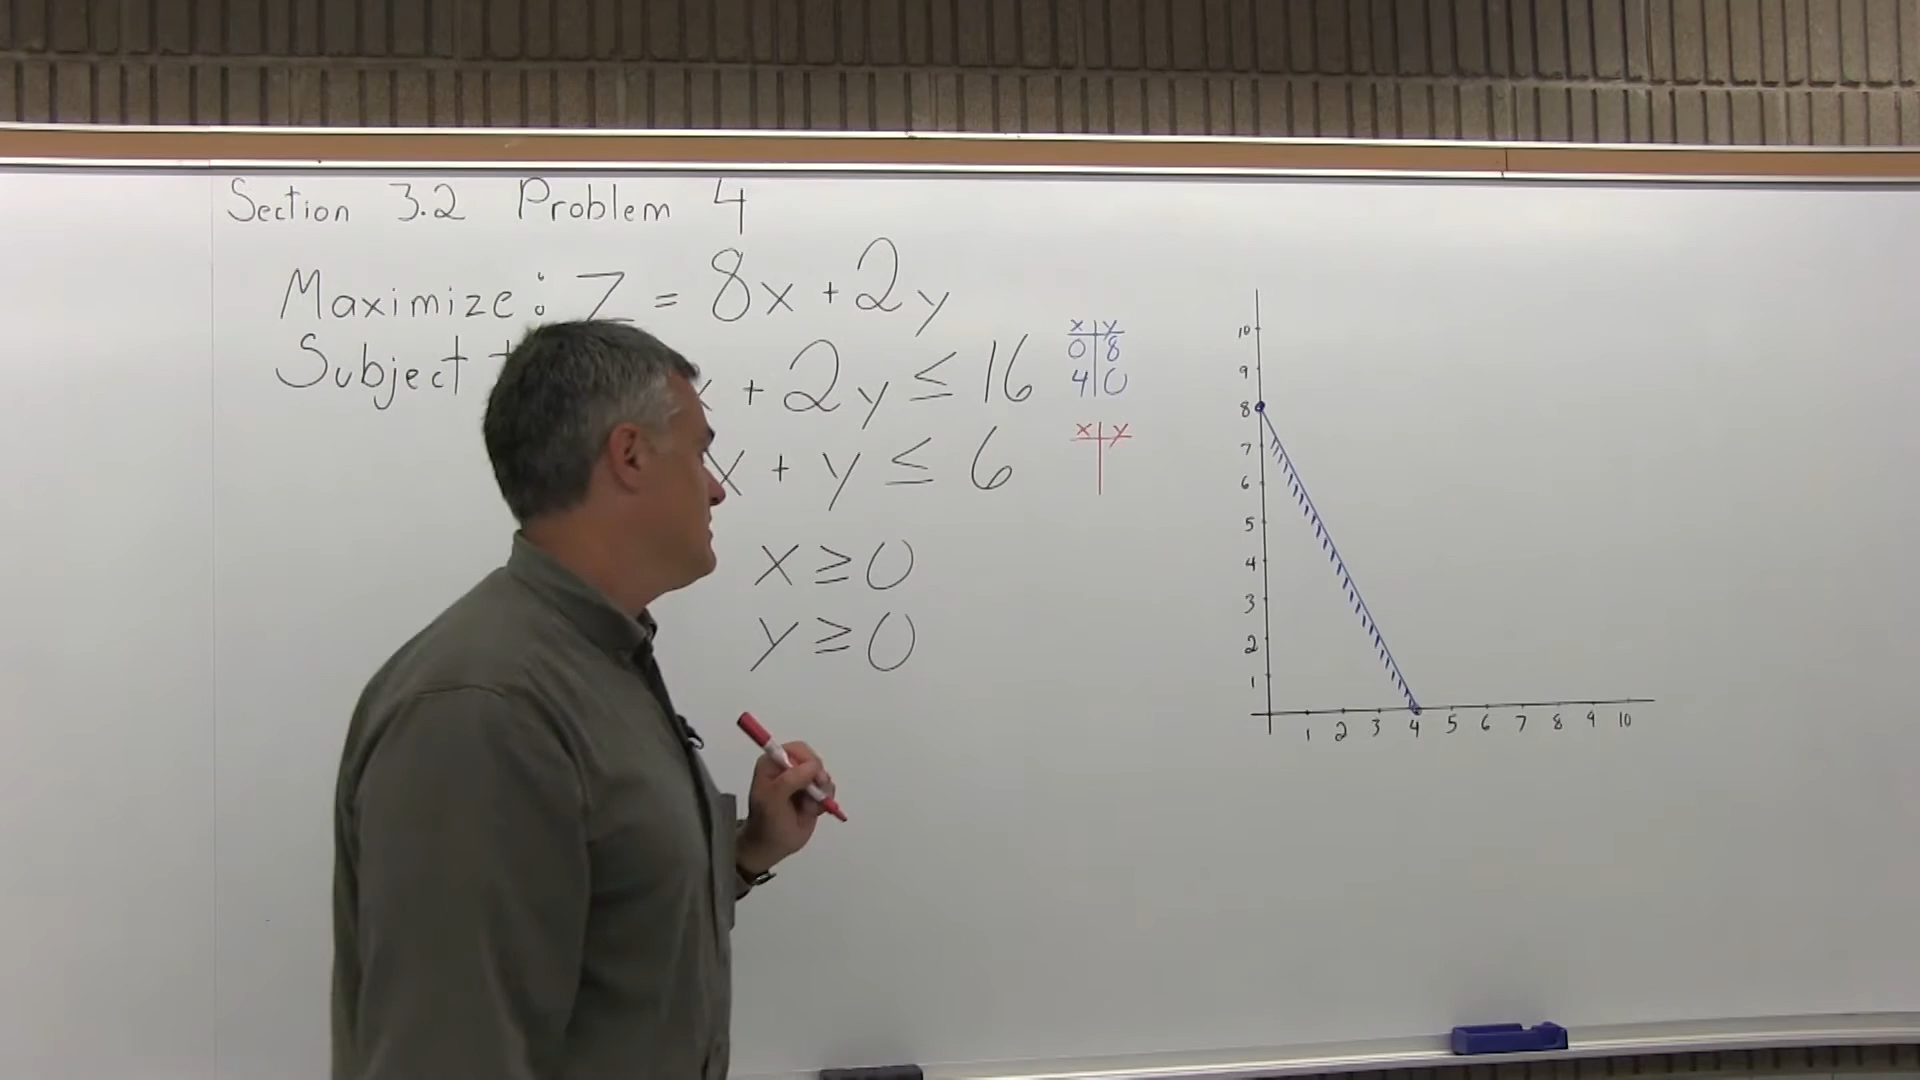 Section 3.2 Problem 4
Maximize: Z = 8x + 2y
Subject
+ 2y ≤ 16
x + y ≤ 6
x ≥ 0
y ≥ 0
x y
0 8
4 0
x y
10
9
8
7
6
5
4
3
2
1
1 2 3 4 5 6 7 8 9 10